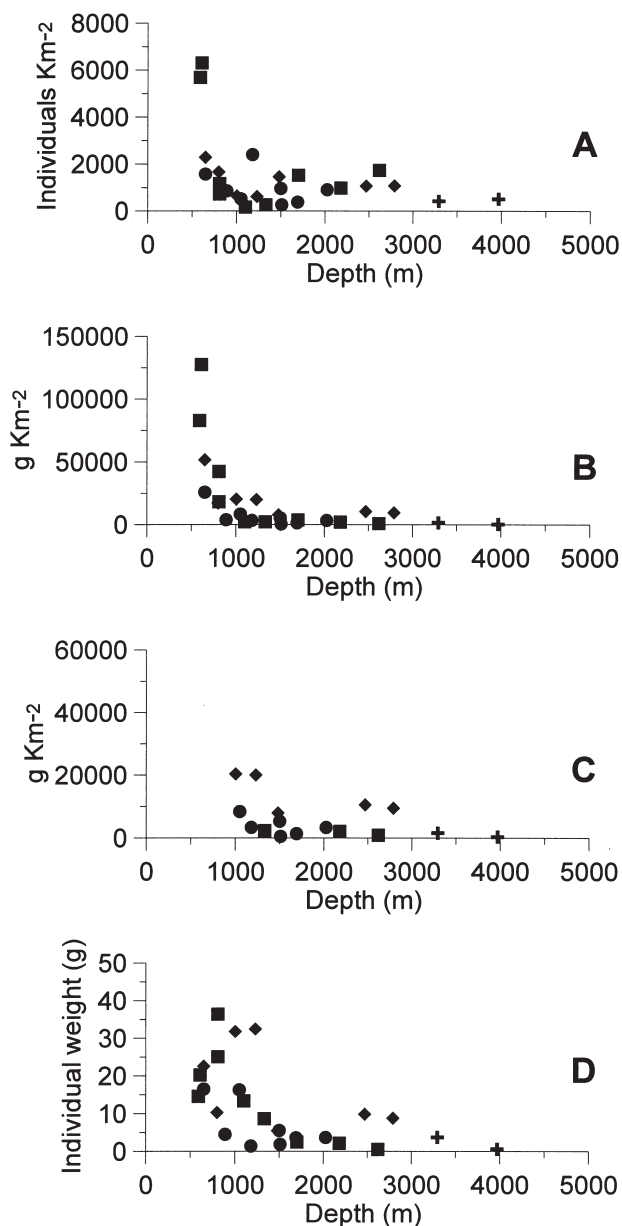 8000
6000
4000
2000
0
Individuals Km-2
A
0 1000 2000 3000 4000 5000
Depth (m)
150000
100000
50000
0
g Km-2
B
0 1000 2000 3000 4000 5000
Depth (m)
60000
40000
20000
0
g Km-2
C
0 1000 2000 3000 4000 5000
Depth (m)
50
40
30
20
10
0
Individual weight (g)
D
0 1000 2000 3000 4000 5000
Depth (m)